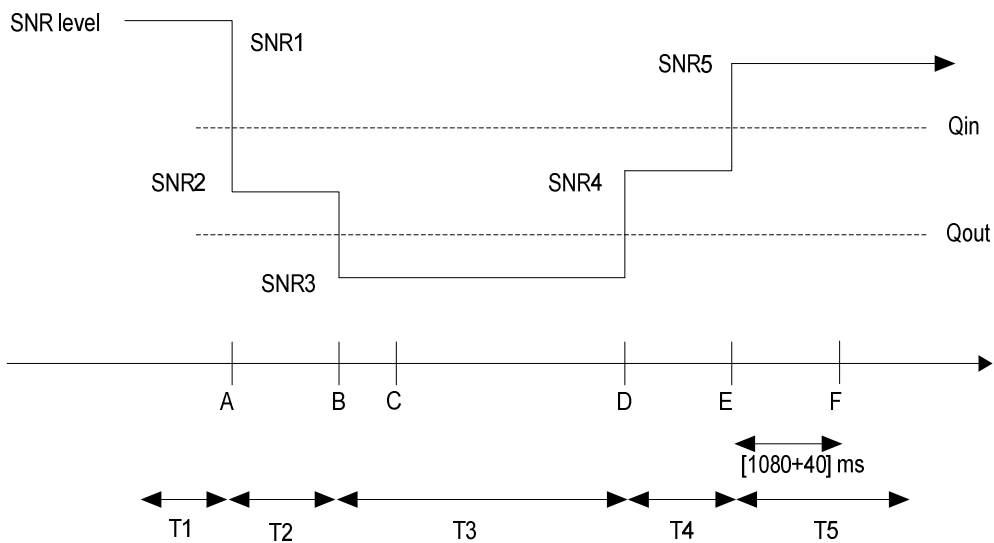 SNR level
SNR1
SNR5
Qin
SNR2
SNR4
Qout
SNR3
A B C D E F
[1080+40] ms
T1 T2 T3 T4 T5